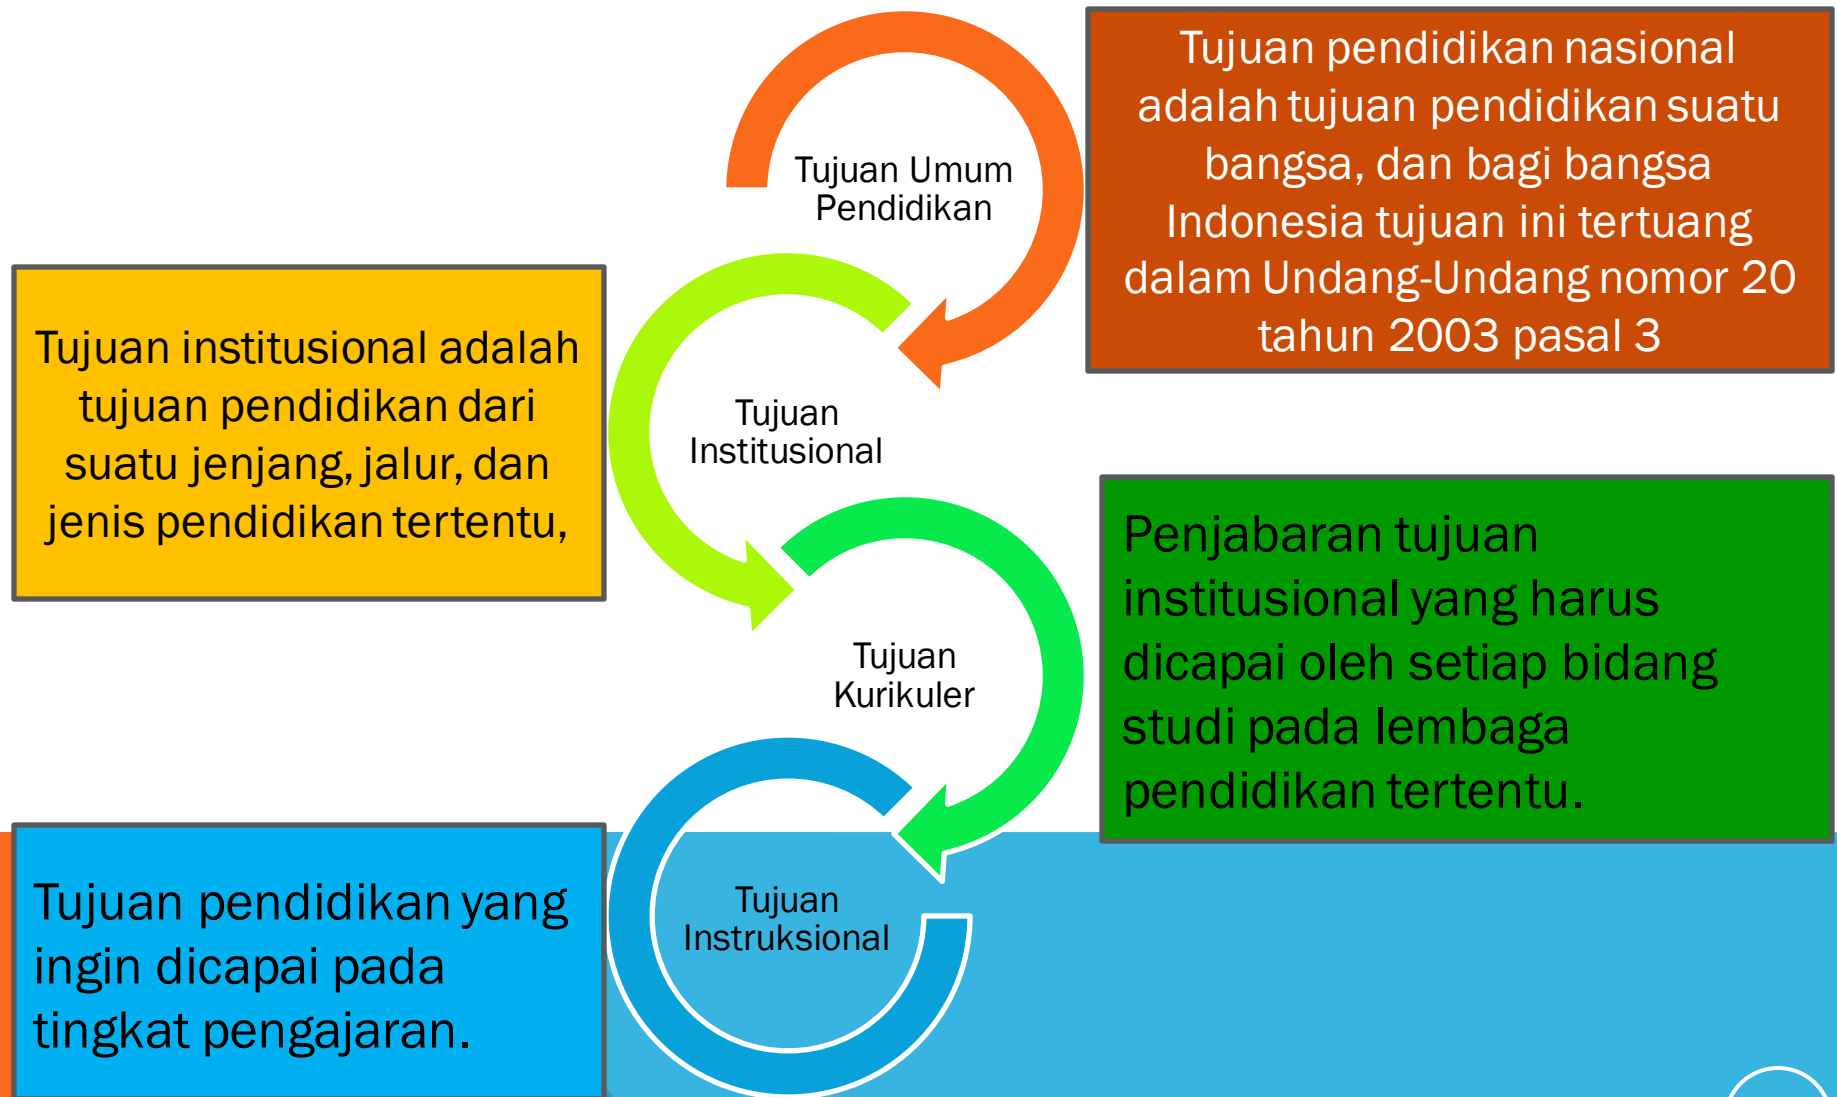 Tujuan Umum
Pendidikan
Tujuan pendidikan nasional
adalah tujuan pendidikan suatu
bangsa, dan bagi bangsa
Indonesia tujuan ini tertuang
dalam Undang-Undang nomor 20
tahun 2003 pasal 3
Tujuan institusional adalah
tujuan pendidikan dari
suatu jenjang, jalur, dan
jenis pendidikan tertentu,
Tujuan
Institusional
Tujuan
Kurikuler
Penjabaran tujuan
institusional yang harus
dicapai oleh setiap bidang
studi pada lembaga
pendidikan tertentu.
Tujuan pendidikan yang
ingin dicapai pada
tingkat pengajaran.
Tujuan
Instruksional